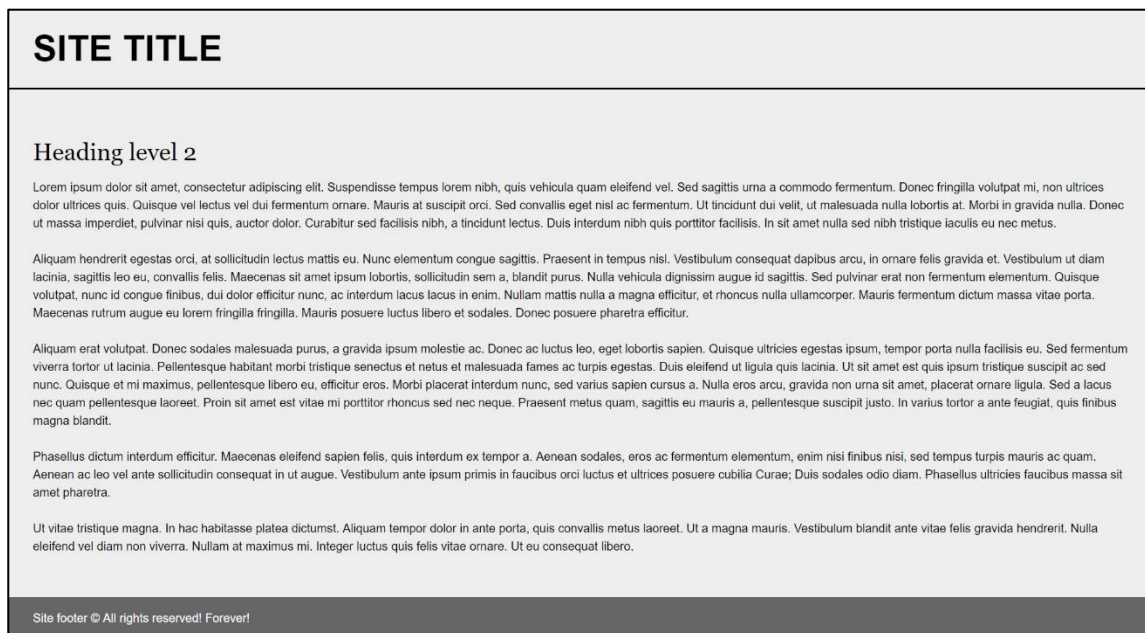 SITE TITLE
Heading level 2
Lorem ipsum dolor sit amet, consectetur adipiscing elit. Suspendisse tempus lorem nibh, quis vehicula quam eleifend vel. Sed sagittis urna a commodo fermentum. Donec fringilla volutpat mi, non ultrices
dolor ultrices quis. Quisque vel lectus vel dui fermentum ornare. Mauris at suscipit orci. Sed convallis eget nisl ac fermentum. Ut tincidunt dui velit, ut malesuada nulla lobortis at. Morbi in gravida nulla. Donec
ut massa imperdiet, pulvinar nisi quis, auctor dolor. Curabitur sed facilisis nibh, a tincidunt lectus. Duis interdum nibh quis porttitor facilisis. In sit amet nulla sed nibh tristique iaculis eu nec metus.
Aliquam hendrerit egestas orci, at sollicitudin lectus mattis eu. Nunc elementum congue sagittis. Praesent in tempus nisl. Vestibulum consequat dapibus arcu, in ornare felis gravida et. Vestibulum ut diam
lacinia, sagittis leo eu, convallis felis. Maecenas sit amet ipsum lobortis, sollicitudin sem a, blandit purus. Nulla vehicula dignissim augue id sagittis. Sed pulvinar erat non fermentum elementum. Quisque
volutpat, nunc id congue finibus, dui dolor efficitur nunc, ac interdum lacus lacus in enim. Nullam mattis nulla a magna efficitur, et rhoncus nulla ullamcorper. Mauris fermentum dictum massa vitae porta.
Maecenas rutrum augue eu lorem fringilla fringilla. Mauris posuere luctus libero et sodales. Donec posuere pharetra efficitur.
Aliquam erat volutpat. Donec sodales malesuada purus, a gravida ipsum molestie ac. Donec ac luctus leo, eget lobortis sapien. Quisque ultricies egestas ipsum, tempor porta nulla facilisis eu. Sed fermentum
viverra tortor ut lacinia. Pellentesque habitant morbi tristique senectus et netus et malesuada fames ac turpis egestas. Duis eleifend ut ligula quis lacinia. Ut sit amet est quis ipsum tristique suscipit ac sed
nunc. Quisque et mi maximus, pellentesque libero eu, efficitur eros. Morbi placerat interdum nunc, sed varius sapien cursus a. Nulla eros arcu, gravida non urna sit amet, placerat ornare ligula. Sed a lacus
nec quam pellentesque laoreet. Proin sit amet est vitae mi porttitor rhoncus sed nec neque. Praesent metus quam, sagittis eu mauris a, pellentesque suscipit justo. In varius tortor a ante feugiat, quis finibus
magna blandit.
Phasellus dictum interdum efficitur. Maecenas eleifend sapien felis, quis interdum ex tempor a. Aenean sodales, eros ac fermentum elementum, enim nisi finibus nisi, sed tempus turpis mauris ac quam.
Aenean ac leo vel ante sollicitudin consequat in ut augue. Vestibulum ante ipsum primis in faucibus orci luctus et ultrices posuere cubilia Curae; Duis sodales odio diam. Phasellus ultricies faucibus massa sit
amet pharetra.
Ut vitae tristique magna. In hac habitasse platea dictumst. Aliquam tempor dolor in ante porta, quis convallis metus laoreet. Ut a magna mauris. Vestibulum blandit ante vitae felis gravida hendrerit. Nulla
eleifend vel diam non viverra. Nullam at maximus mi. Integer luctus quis felis vitae ornare. Ut eu consequat libero.
Site footer © All rights reserved! Forever!